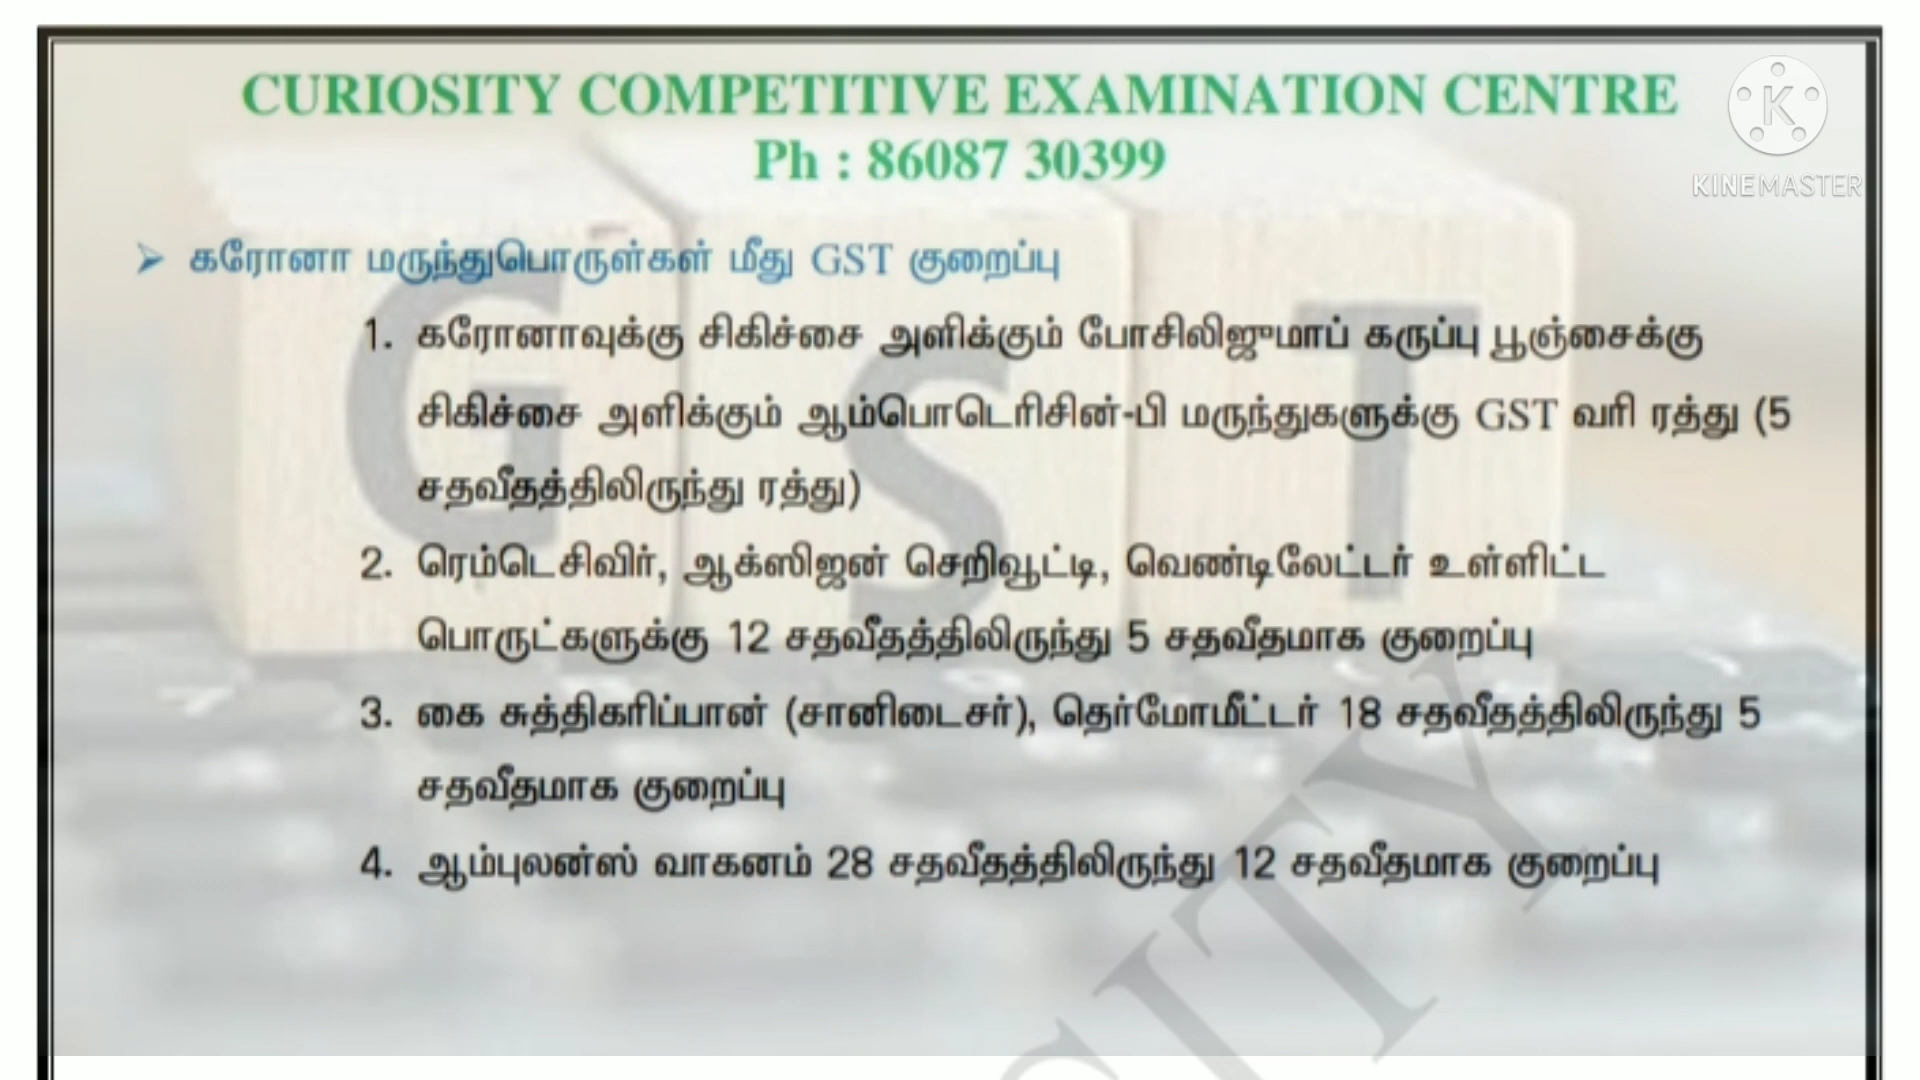 CURIOSITY COMPETITIVE EXAMINATION CENTRE
Ph : 86087 30399
KINEMASTER
➢ கரோனா மருந்துபொருள்கள் மீது GST குறைப்பு
1. கரோனாவுக்கு சிகிச்சை அளிக்கும் போசிலிஜுமாப் கருப்பு பூஞ்சைக்கு
சிகிச்சை அளிக்கும் ஆம்பொடெரிசின்-பி மருந்துகளுக்கு GST வரி ரத்து (5
சதவீதத்திலிருந்து ரத்து)
2. ரெம்டெசிவிர், ஆக்ஸிஜன் செறிவூட்டி, வெண்டிலேட்டர் உள்ளிட்ட
பொருட்களுக்கு 12 சதவீதத்திலிருந்து 5 சதவீதமாக குறைப்பு
3. கை சுத்திகரிப்பான் (சானிடைசர்), தெர்மோமீட்டர் 18 சதவீதத்திலிருந்து 5
சதவீதமாக குறைப்பு
4. ஆம்புலன்ஸ் வாகனம் 28 சதவீதத்திலிருந்து 12 சதவீதமாக குறைப்பு
GST
SITY